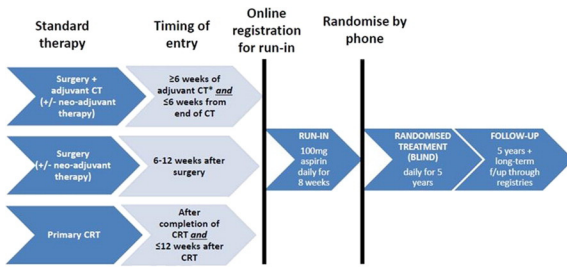 Standard
therapy
Timing of
entry
Online
registration
for run-in
Randomise by
phone
Surgery +
adjuvant CT
(+/- neo-adjuvant
therapy)
≥6 weeks of
adjuvant CT* and
≤6 weeks from
end of CT
Surgery
(+/- neo-adjuvant
therapy)
6-12 weeks after
surgery
RUN-IN
100mg
aspirin
daily for
8 weeks
RANDOMISED
TREATMENT
(BLIND)
daily for 5
years
FOLLOW-UP
5 years +
long-term
f/up through
registries
Primary CRT
After
completion of
CRT and
≤12 weeks after
CRT